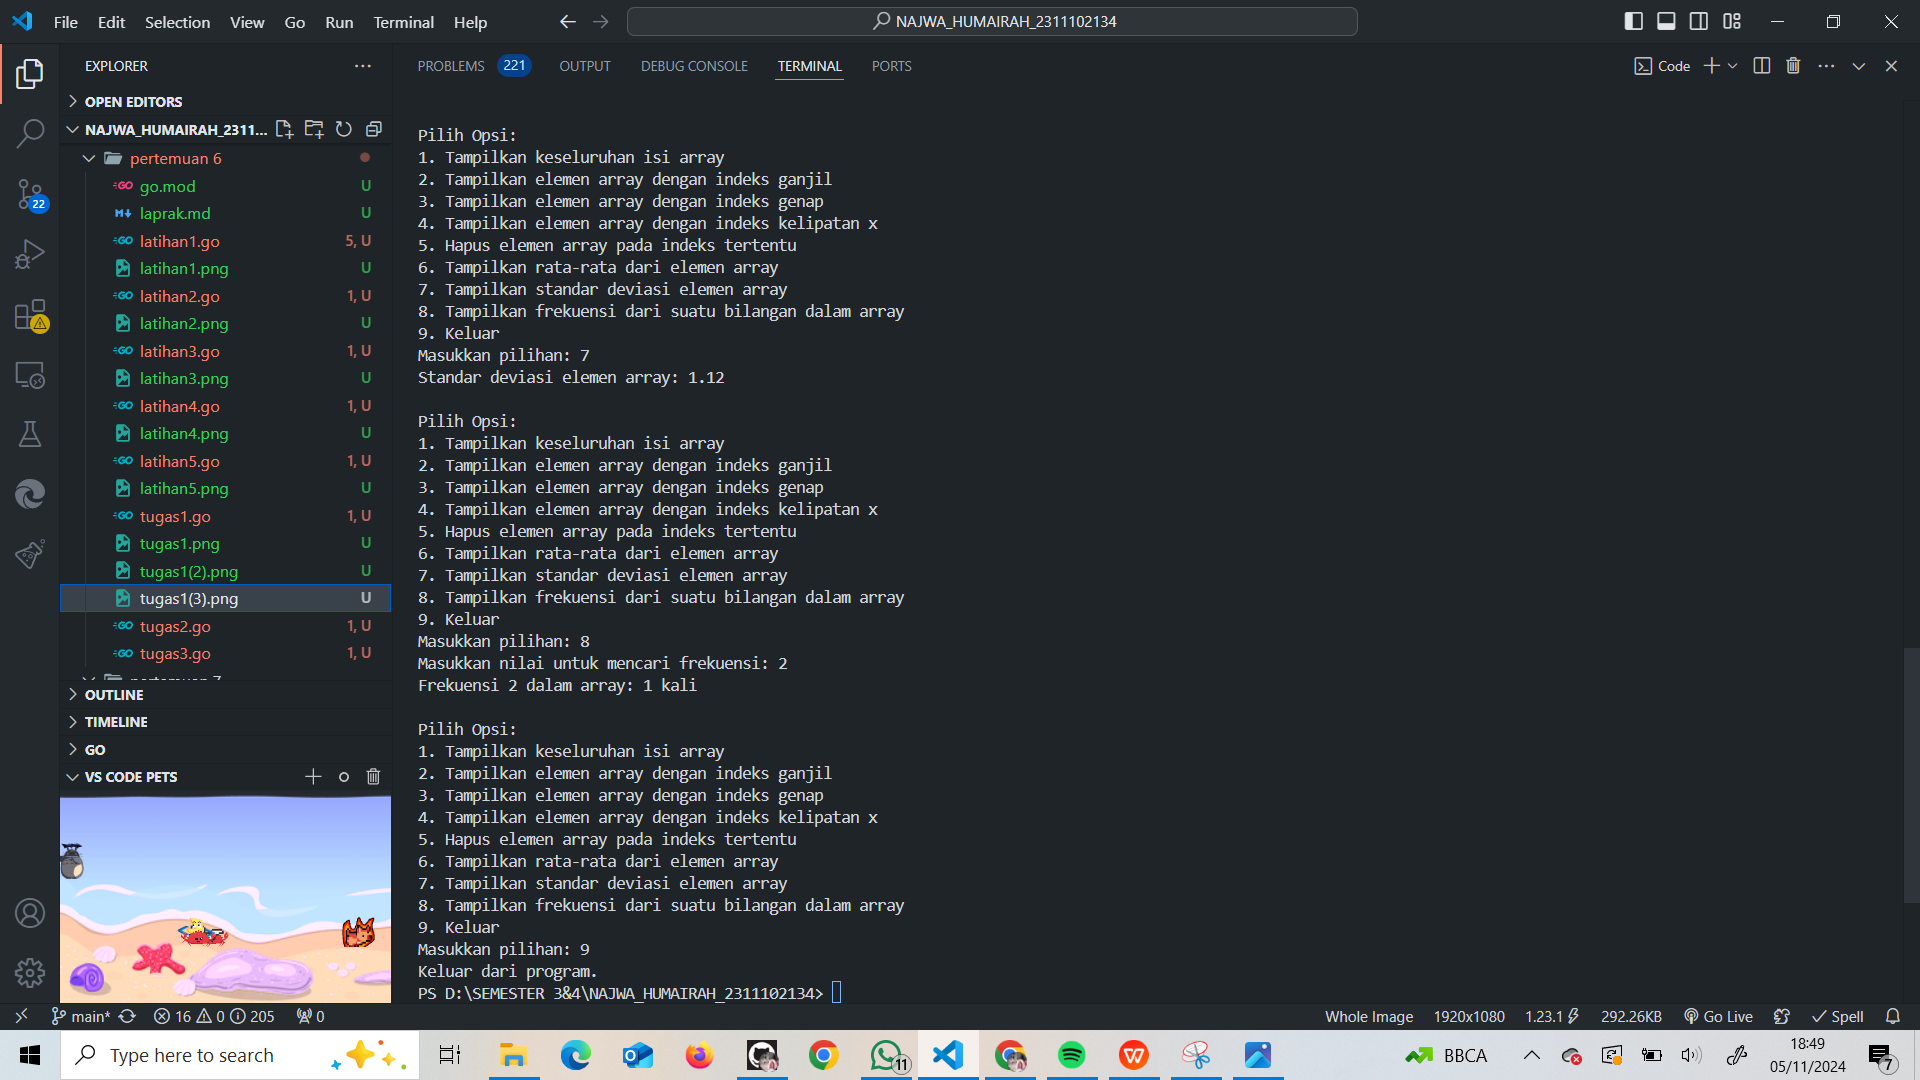 File Edit Selection View Go Run Terminal Help
NAJWA_HUMAIRAH_2311102134
EXPLORER
OPEN EDITORS
NAJWA_HUMAIRAH_2311...
pertemuan 6
go.mod U
laprak.md U
latihan1.go 5, U
latihan1.png U
latihan2.go 1, U
latihan2.png U
latihan3.go 1, U
latihan3.png U
latihan4.go 1, U
latihan4.png U
latihan5.go 1, U
latihan5.png U
tugas1.go 1, U
tugas1.png U
tugas1(2).png U
tugas1(3).png U
tugas2.go 1, U
tugas3.go 1, U
pertemuan 7
OUTLINE
TIMELINE
GO
VS CODE PETS
22
PROBLEMS 221 OUTPUT DEBUG CONSOLE TERMINAL PORTS
Code
Pilih Opsi:
1. Tampilkan keseluruhan isi array
2. Tampilkan elemen array dengan indeks ganjil
3. Tampilkan elemen array dengan indeks genap
4. Tampilkan elemen array dengan indeks kelipatan x
5. Hapus elemen array pada indeks tertentu
6. Tampilkan rata-rata dari elemen array
7. Tampilkan standar deviasi elemen array
8. Tampilkan frekuensi dari suatu bilangan dalam array
9. Keluar
Masukkan pilihan: 7
Standar deviasi elemen array: 1.12
Pilih Opsi:
1. Tampilkan keseluruhan isi array
2. Tampilkan elemen array dengan indeks ganjil
3. Tampilkan elemen array dengan indeks genap
4. Tampilkan elemen array dengan indeks kelipatan x
5. Hapus elemen array pada indeks tertentu
6. Tampilkan rata-rata dari elemen array
7. Tampilkan standar deviasi elemen array
8. Tampilkan frekuensi dari suatu bilangan dalam array
9. Keluar
Masukkan pilihan: 8
Masukkan nilai untuk mencari frekuensi: 2
Frekuensi 2 dalam array: 1 kali
Pilih Opsi:
1. Tampilkan keseluruhan isi array
2. Tampilkan elemen array dengan indeks ganjil
3. Tampilkan elemen array dengan indeks genap
4. Tampilkan elemen array dengan indeks kelipatan x
5. Hapus elemen array pada indeks tertentu
6. Tampilkan rata-rata dari elemen array
7. Tampilkan standar deviasi elemen array
8. Tampilkan frekuensi dari suatu bilangan dalam array
9. Keluar
Masukkan pilihan: 9
Keluar dari program.
PS D:\SEMESTER 3&4\NAJWA_HUMAIRAH_2311102134>
main* 16 0 205 0 Whole Image 1920x1080 1.23.1 292.26KB Go Live Spell
Type here to search 11 BBCA 18:49
05/11/2024 7